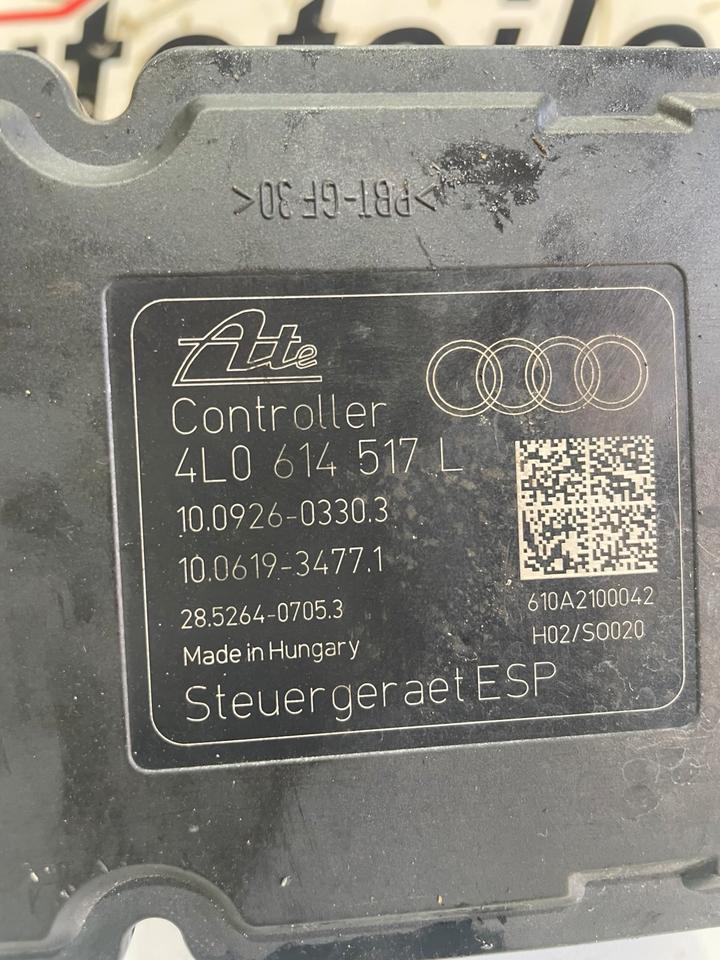 >PBT-GF 30<
Ate
Controller
4L0 614 517 L
10.0926-0330.3
10.0619-3477.1
28.5264-0705.3
Made in Hungary
610A2100042
H02/SO020
Steuergeraet ESP